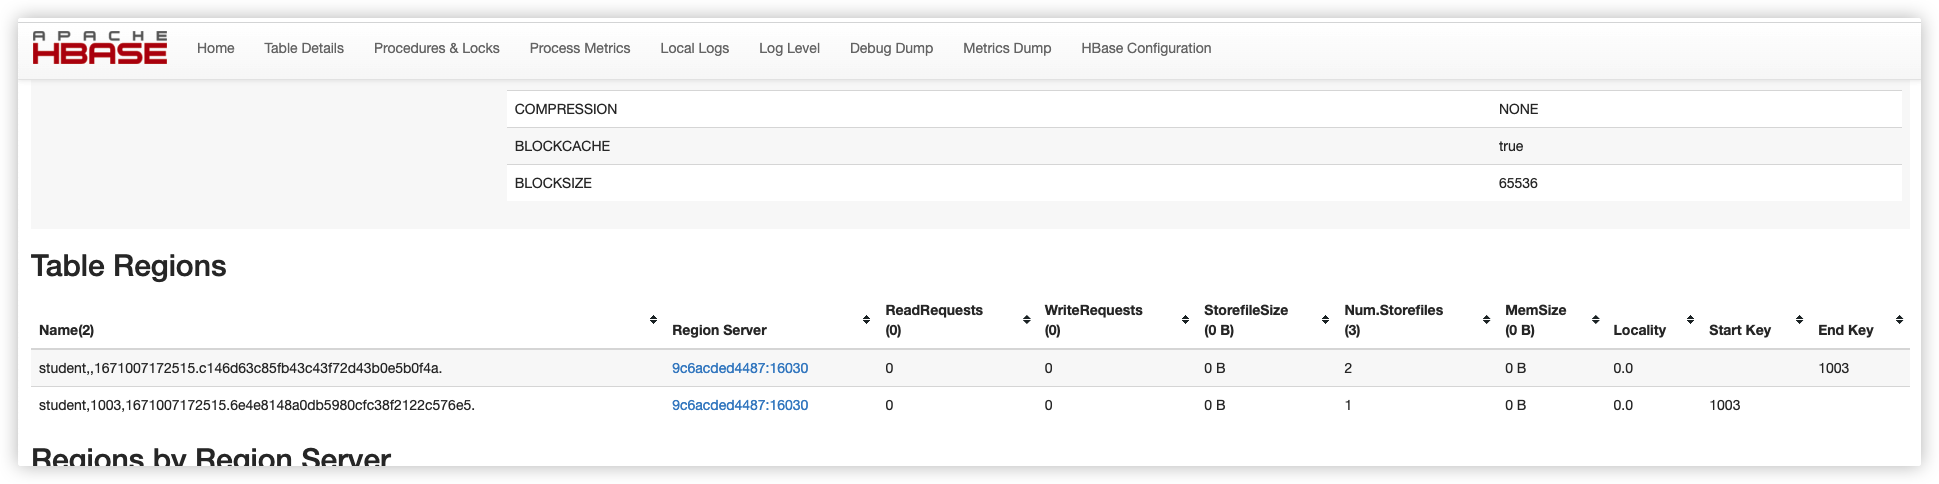 APACHE
HBASE
Home Table Details Procedures & Locks Process Metrics Local Logs Log Level Debug Dump Metrics Dump HBase Configuration
COMPRESSION NONE
BLOCKCACHE true
BLOCKSIZE 65536
Table Regions
Name(2) Region Server ReadRequests (0) WriteRequests (0) StorefileSize (0 B) Num.Storefiles (3) MemSize (0 B) Locality Start Key End Key
student,,1671007172515.c146d63c85fb43c43f72d43b0e5b0f4a. 9c6acded4487:16030 0 0 0 B 2 0 B 0.0 1003
student,1003,1671007172515.6e4e8148a0db5980cfc38f2122c576e5. 9c6acded4487:16030 0 0 0 B 1 0 B 0.0 1003
Regions by Region Server